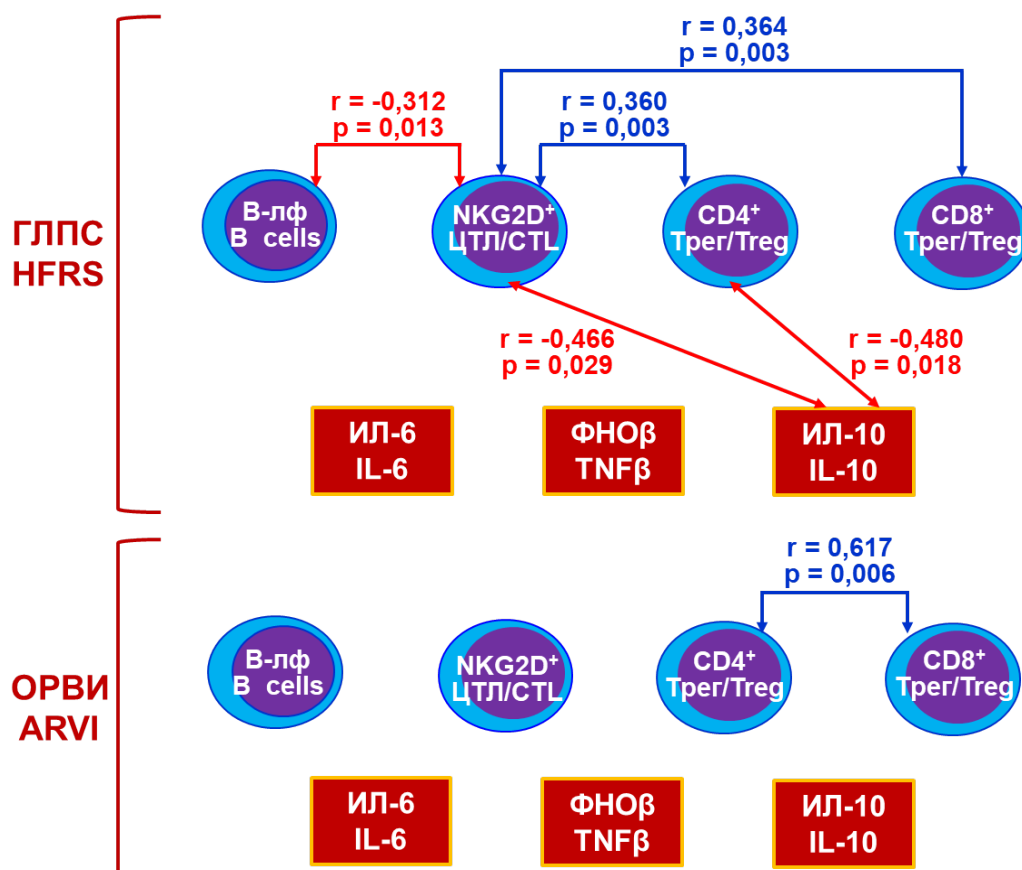 r = 0,364
p = 0,003
r = -0,312
p = 0,013
r = 0,360
p = 0,003
ГЛПС
HFRS
В-лф
B cells
NKG2D+
ЦТЛ/CTL
CD4+
Трег/Treg
CD8+
Трег/Treg
r = -0,466
p = 0,029
r = -0,480
p = 0,018
ИЛ-6
IL-6
ФНОβ
TNFβ
ИЛ-10
IL-10
r = 0,617
p = 0,006
ОРВИ
ARVI
В-лф
B cells
NKG2D+
ЦТЛ/CTL
CD4+
Трег/Treg
CD8+
Трег/Treg
ИЛ-6
IL-6
ФНОβ
TNFβ
ИЛ-10
IL-10